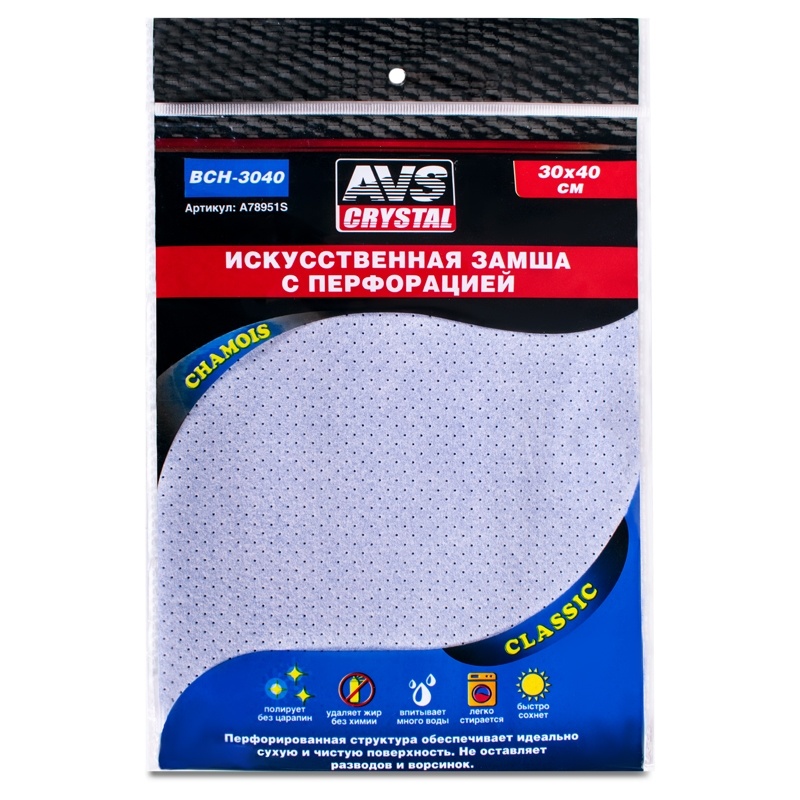 BCH-3040
Артикул: A78951S
AVS
CRYSTAL
30x40
СМ
ИСКУССТВЕННАЯ ЗАМША
С ПЕРФОРАЦИЕЙ
CHAMOIS
CLASSIC
полирует
без царапин
удаляет жир
без химии
впитывает
много воды
легко
стирается
быстро
сохнет
Перфорированная структура обеспечивает идеально
сухую и чистую поверхность. Не оставляет
разводов и ворсинок.